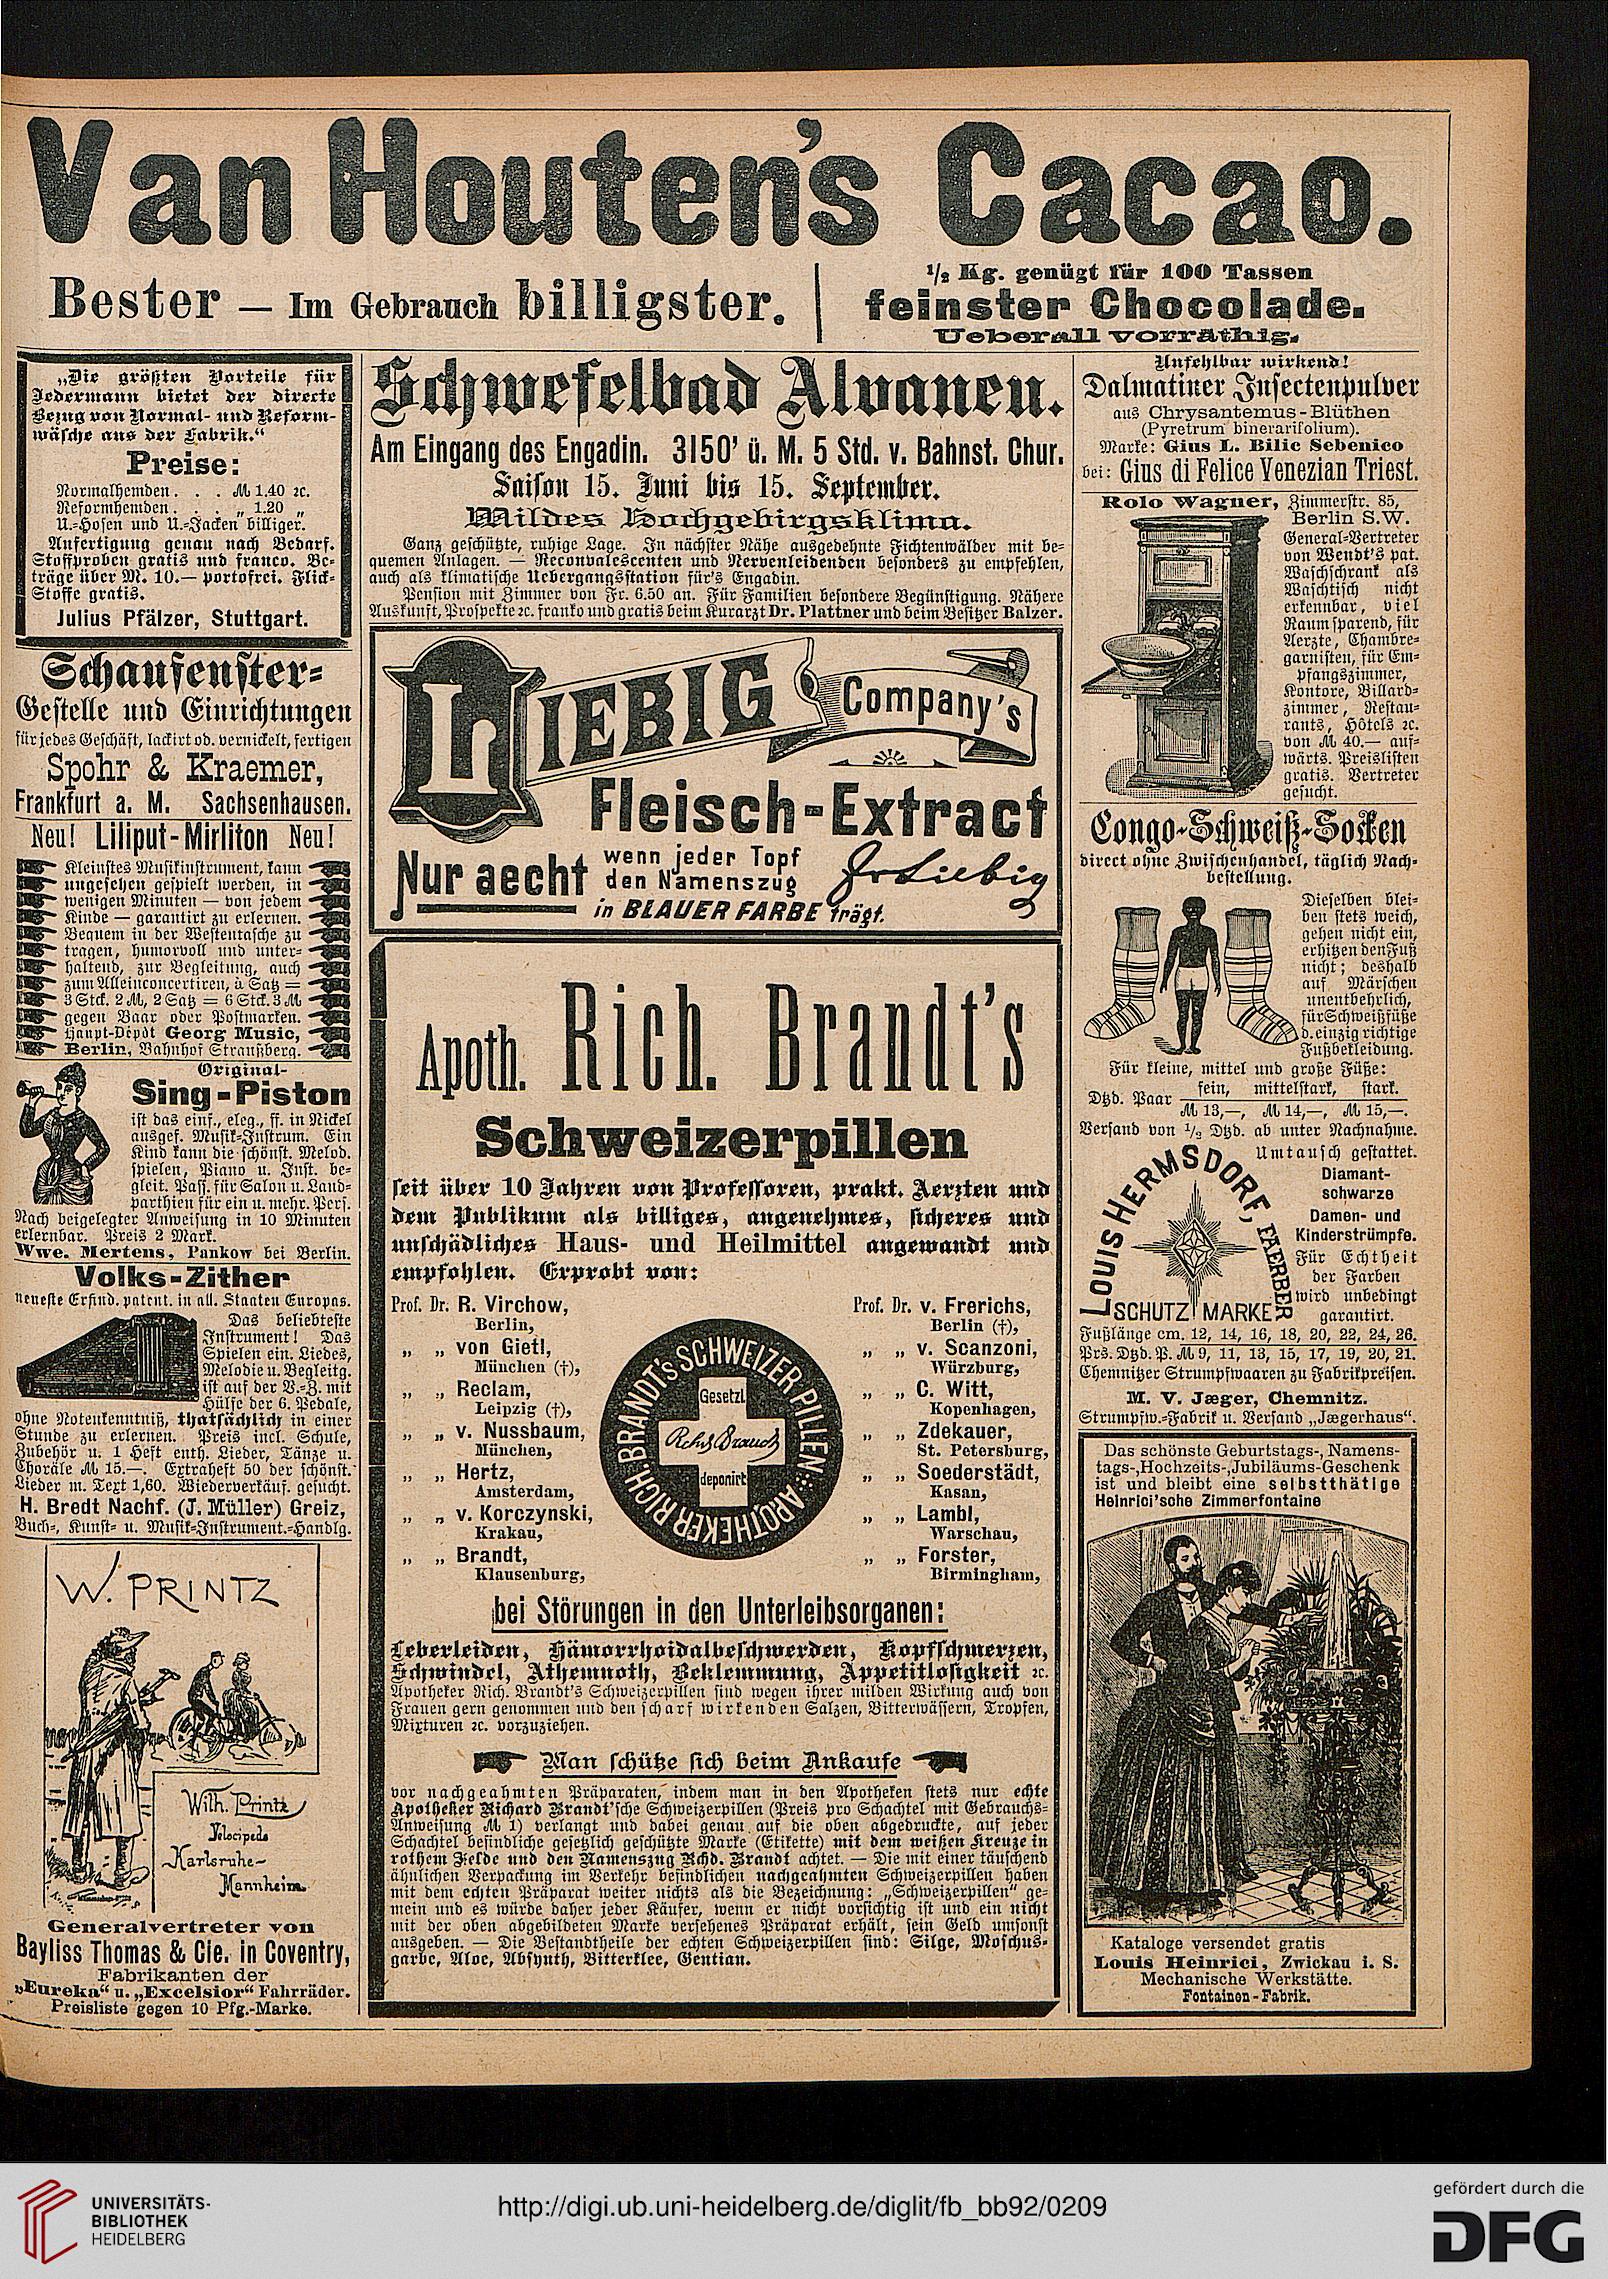 Van Houten's Cacao.
Bester — Im Gebrauch billigster.
1/2 Kg. genügt für 100 Tassen
feinster Chocolade.
Ueberall vorräthig.
„Die größten Vorteile für
Jedermann bietet der directe
Bezug von Normal- und Reform-
wäsche aus der Fabrik.“
Preise:
Normalhemden . . . M 1.40 ꝛc.
Reformhemden . . . „ 1.20 „
U.-Hosen und U.-Jacken billiger.
Anfertigung genau nach Bedarf.
Stoffproben gratis und franco. Be-
träge über M. 10.— portofrei. Flick-
Stoffe gratis.
Julius Pfälzer, Stuttgart.
Schaufenster-
Gestelle und Einrichtungen
für jedes Geschäft, lackirt od. vernickelt, fertigen
Spohr & Kraemer,
Frankfurt a. M. Sachsenhausen.
Neu! Liliput-Mirliton Neu!
Kleinstes Musikinstrument, kann
ungesehen gespielt werden, in
wenigen Minuten — von jedem
Kinde — garantirt zu erlernen.
Bequem in der Westentasche zu
tragen, humorvoll und unter-
haltend, zur Begleitung, auch
zum Alleinconcertiren, à Satz =
3 Stck. 2 M, 2 Satz = 6 Stck. 3 M
gegen Baar oder Postmarken.
Haupt-Dépôt Georg Music,
Berlin, Bahnhof Straußberg.
Original-
Sing-Piston
ist das einf., eleg., ff. in Nickel
ausgef. Musik-Instrum. Ein
Kind kann die schönst. Melod.
spielen, Piano u. Inst. be-
gleit. Pass. für Salon u. Land-
parthien für ein u. mehr. Pers.
Nach beigelegter Anweisung in 10 Minuten
erlernbar. Preis 2 Mark.
Wwe. Mertens, Pankow bei Berlin.
Volks-Zither
neueste Erfind. patent. in all. Staaten Europas.
Das beliebteste
Instrument! Das
Spielen ein. Liedes,
Melodie u. Begleitg.
ist auf der V.-Z. mit
Hülfe der 6. Pedale,
ohne Notenkenntniß, thatsächlich in einer
Stunde zu erlernen. Preis incl. Schule,
Zubehör u. 1 Heft enth. Lieder, Tänze u.
Choräle M 15.—. Extraheft 50 der schönst.
Lieder m. Text 1,60. Wiederverkäuf. gesucht.
H. Bredt Nachf. (J. Müller) Greiz,
Buch-, Kunst- u. Musik-Instrument.-Handlg.
W. PRINTZ
Wilh. Printz
Velocipeds
Karlsruhe-
Mannheim.
Generalvertreter von
Bayliss Thomas & Cie. in Coventry,
Fabrikanten der
„Eureka“ u. „Excelsior“ Fahrräder.
Preisliste gegen 10 Pfg.-Marke.
Schwefelbad Alvaneu.
Am Eingang des Engadin. 3150' ü. M. 5 Std. v. Bahnst. Chur.
Saison 15. Juni bis 15. September.
Mildes Hochgebirgsklima.
Ganz geschützte, ruhige Lage. In nächster Nähe ausgedehnte Fichtenwälder mit be-
quemen Anlagen. — Reconvalescenten und Nervenleidenden besonders zu empfehlen,
auch als klimatische Uebergangsstation für's Engadin.
Pension mit Zimmer von Fr. 6.50 an. Für Familien besondere Begünstigung. Nähere
Auskunft, Prospekte ꝛc. franko und gratis beim Kurarzt Dr. Plattner und beim Besitzer Balzer.
LIEBIG Company's
Fleisch-Extract
Nur aecht
wenn jeder Topf
den Namenszug
in BLAUER FARBE trägt.
JvLiebig
Apoth. Rich. Brandt's
Schweizerpillen
seit über 10 Jahren von Professoren, prakt. Aerzten und
dem Publikum als billiges, angenehmes, sicheres und
unschädliches Haus- und Heilmittel angewandt und
empfohlen. Erprobt von:
Prof. Dr. R. Virchow,
Berlin,
„ „ von Gietl,
München (†),
„ „ Reclam,
Leipzig (†),
„ „ v. Nussbaum,
München,
„ „ Hertz,
Amsterdam,
„ „ v. Korczynski,
Krakau,
„ „ Brandt,
Klausenburg,
APOTHEKER RICH. BRANDT'S SCHWEIZER PILLEN
Gesetzl
Rchd Brandt
deponirt
Prof. Dr. v. Frerichs,
Berlin (†),
„ „ v. Scanzoni,
Würzburg,
„ „ C. Witt,
Kopenhagen,
„ „ Zdekauer,
St. Petersburg,
„ „ Soederstädt,
Kasan,
„ „ Lambl,
Warschau,
„ „ Forster,
Birmingham,
bei Störungen in den Unterleibsorganen:
Leberleiden, Hämorrhoidalbeschwerden, Kopfschmerzen,
Schwindel, Athemnoth, Beklemmung, Appetitlosigkeit ꝛc.
Apotheker Rich. Brandt's Schweizerpillen sind wegen ihrer milden Wirkung auch von
Frauen gern genommen und den scharf wirkenden Salzen, Bitterwässern, Tropfen,
Mixturen ꝛc. vorzuziehen.
Man schütze sich beim Ankaufe
vor nachgeahmten Präparaten, indem man in den Apotheken stets nur echte
Apotheker Richard Brandt'sche Schweizerpillen (Preis pro Schachtel mit Gebrauchs-
Anweisung M 1) verlangt und dabei genau auf die oben abgedruckte, auf jeder
Schachtel befindliche gesetzlich geschützte Marke (Etikette) mit dem weißen Kreuze in
rothem Felde und den Namenszug Rchd. Brandt achtet. — Die mit einer täuschend
ähnlichen Verpackung im Verkehr befindlichen nachgeahmten Schweizerpillen haben
mit dem echten Präparat weiter nichts als die Bezeichnung: „Schweizerpillen“ ge-
mein und es würde daher jeder Käufer, wenn er nicht vorsichtig ist und ein nicht
mit der oben abgebildeten Marke versehenes Präparat erhält, sein Geld umsonst
ausgeben. — Die Bestandtheile der echten Schweizerpillen sind: Silge, Moschus-
garbe, Aloe, Absynth, Bitterklee, Gentian.
Unfehlbar wirkend!
Dalmatiner Insectenpulver
aus Chrysantemus-Blüthen
(Pyretrum binerarifolium).
Marke: Gius L. Bilic Sebenico
bei: Gius di Felice Venezian Triest.
Rolo Wagner, Zimmerstr. 85,
Berlin S.W.
General-Vertreter
von Wendt's pat.
Waschschrank als
Waschtisch nicht
erkennbar, viel
Raum sparend, für
Aerzte, Chambre-
garnisten, für Em-
pfangszimmer,
Kontore, Billard-
zimmer, Restau-
rants, Hôtels ꝛc.
von M 40.— auf-
wärts. Preislisten
gratis. Vertreter
gesucht.
Congo-Schweiß-Socken
direct ohne Zwischenhandel, täglich Nach-
bestellung.
Dieselben blei-
ben stets weich,
gehen nicht ein,
erhitzen den Fuß
nicht; deshalb
auf Märschen
unentbehrlich,
für Schweißfüße
d. einzig richtige
Fußbekleidung.
Für kleine, mittel und große Füße:
fein, mittelstark, stark.
Dtzd. Paar M 13,—, M 14,—, M 15,—.
Versand von 1/2 Dtzd. ab unter Nachnahme.
Umtausch gestattet.
LOUIS HERMSDORF, FAERBER
SCHUTZ MARKE
Diamant-
schwarze
Damen- und
Kinderstrümpfe.
Für Echtheit
der Farben
wird unbedingt
garantirt.
Fußlänge cm. 12, 14, 16, 18, 20, 22, 24, 26.
Prs. Dtzd. P. M 9, 11, 13, 15, 17, 19, 20, 21.
Chemnitzer Strumpfwaaren zu Fabrikpreisen.
M. V. Jæger, Chemnitz.
Strumpfw.-Fabrik u. Versand „Jægerhaus“.
Das schönste Geburtstags-, Namens-
tags-, Hochzeits-, Jubiläums-Geschenk
ist und bleibt eine selbstthätige
Heinrici'sche Zimmerfontaine
Kataloge versendet gratis
Louis Heinrici, Zwickau i. S.
Mechanische Werkstätte.
Fontainen-Fabrik.
UNIVERSITÄTS-
BIBLIOTHEK
HEIDELBERG
http://digi.ub.uni-heidelberg.de/diglit/fb_bb92/0209
gefördert durch die
DFG